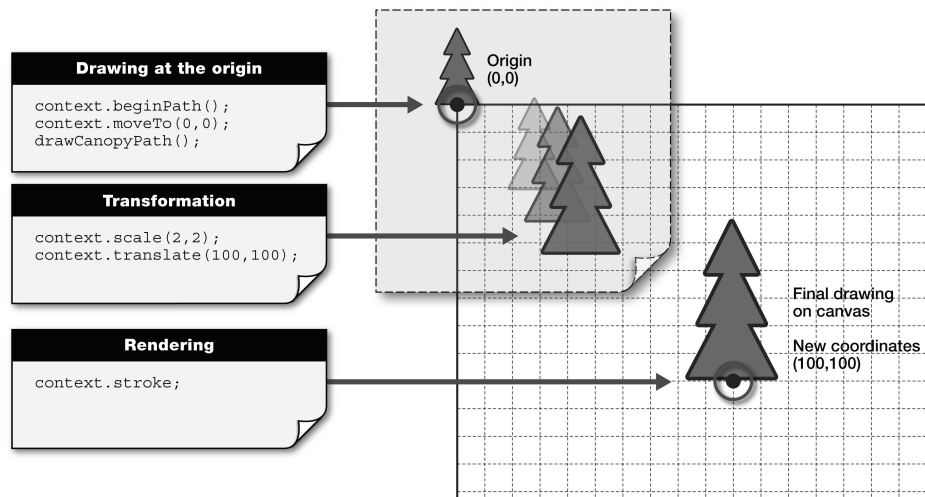 Drawing at the origin
context.beginPath();
context.moveTo(0,0);
drawCanopyPath();
Transformation
context.scale(2,2);
context.translate(100,100);
Rendering
context.stroke;
Origin
(0,0)
Final drawing
on canvas
New coordinates
(100,100)